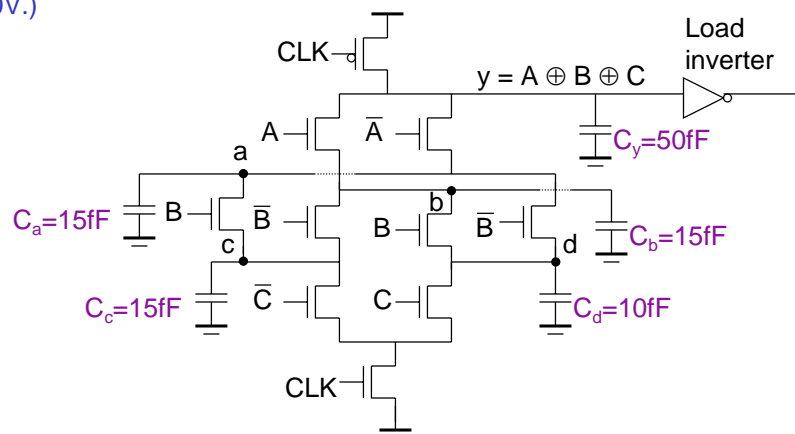 0V.)
CLK
Load
inverter
y = A ⊕ B ⊕ C
A
A̅
C_y=50fF
a
b
C_a=15fF
B
B̅
B
B̅
C_b=15fF
c
d
C_c=15fF
C̅
C
C_d=10fF
CLK